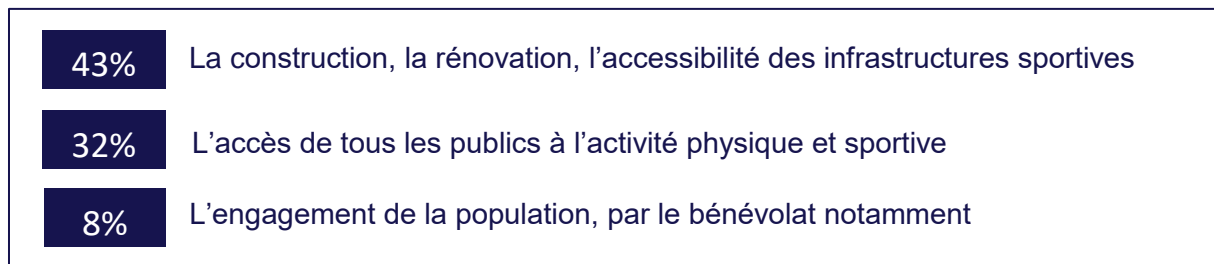 43% La construction, la rénovation, l’accessibilité des infrastructures sportives
32% L’accès de tous les publics à l’activité physique et sportive
8% L’engagement de la population, par le bénévolat notamment